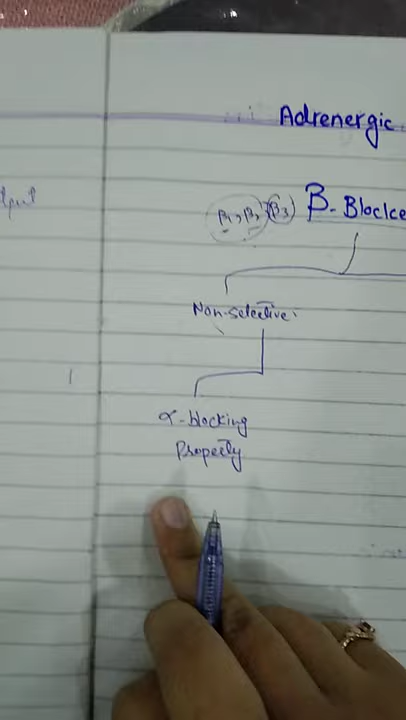 Adrenergic
β1, β2, β3 β-Blocke
Non-selective
α-blocking
Property